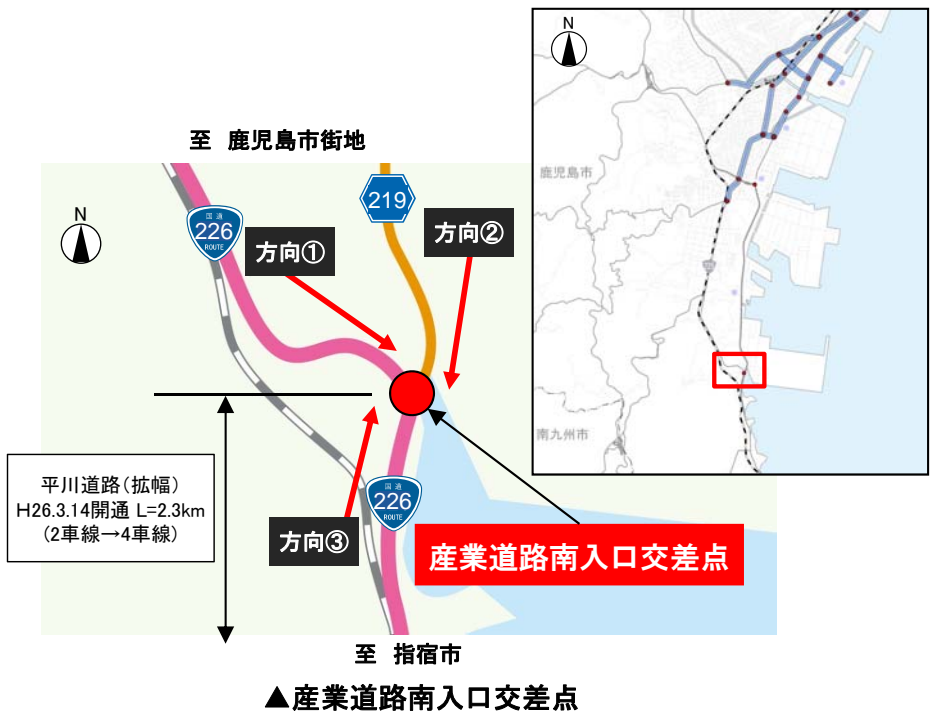 至 鹿児島市街地
N
国道
226
ROUTE
219
方向①
方向②
平川道路（拡幅）
H26.3.14開通 L=2.3km
（2車線→4車線）
方向③
国道
226
ROUTE
産業道路南入口交差点
至 指宿市
▲産業道路南入口交差点
N
鹿児島市
南九州市